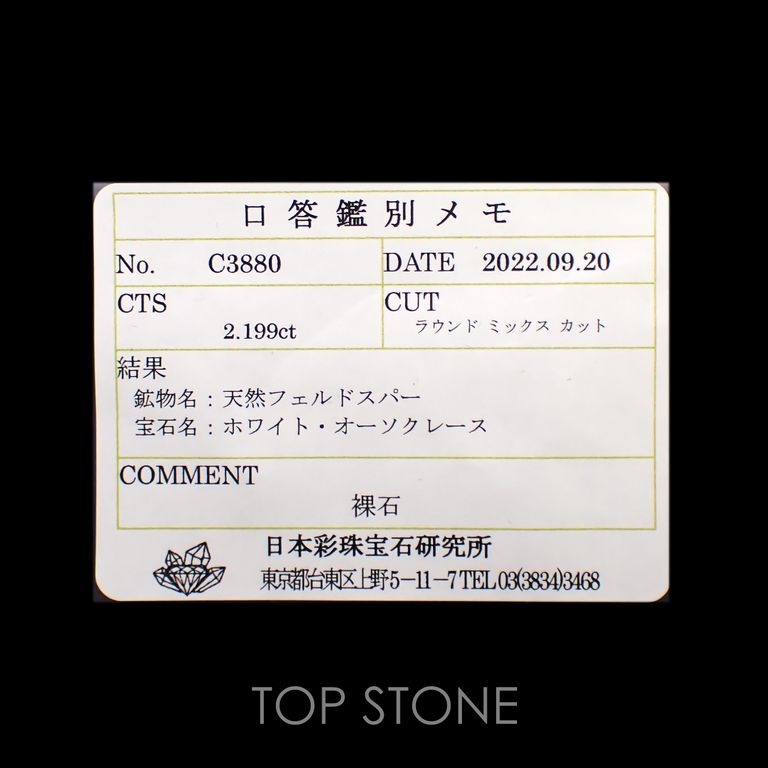 口答鑑別メモ
No. C3880 DATE 2022.09.20
CTS CUT
2.199ct ラウンド ミックス カット
結果
鉱物名：天然フェルドスパー
宝石名：ホワイト・オーソクレース
COMMENT
裸石
日本彩珠宝石研究所
東京都台東区上野5－11－7 TEL 03(3834)3468
TOP STONE